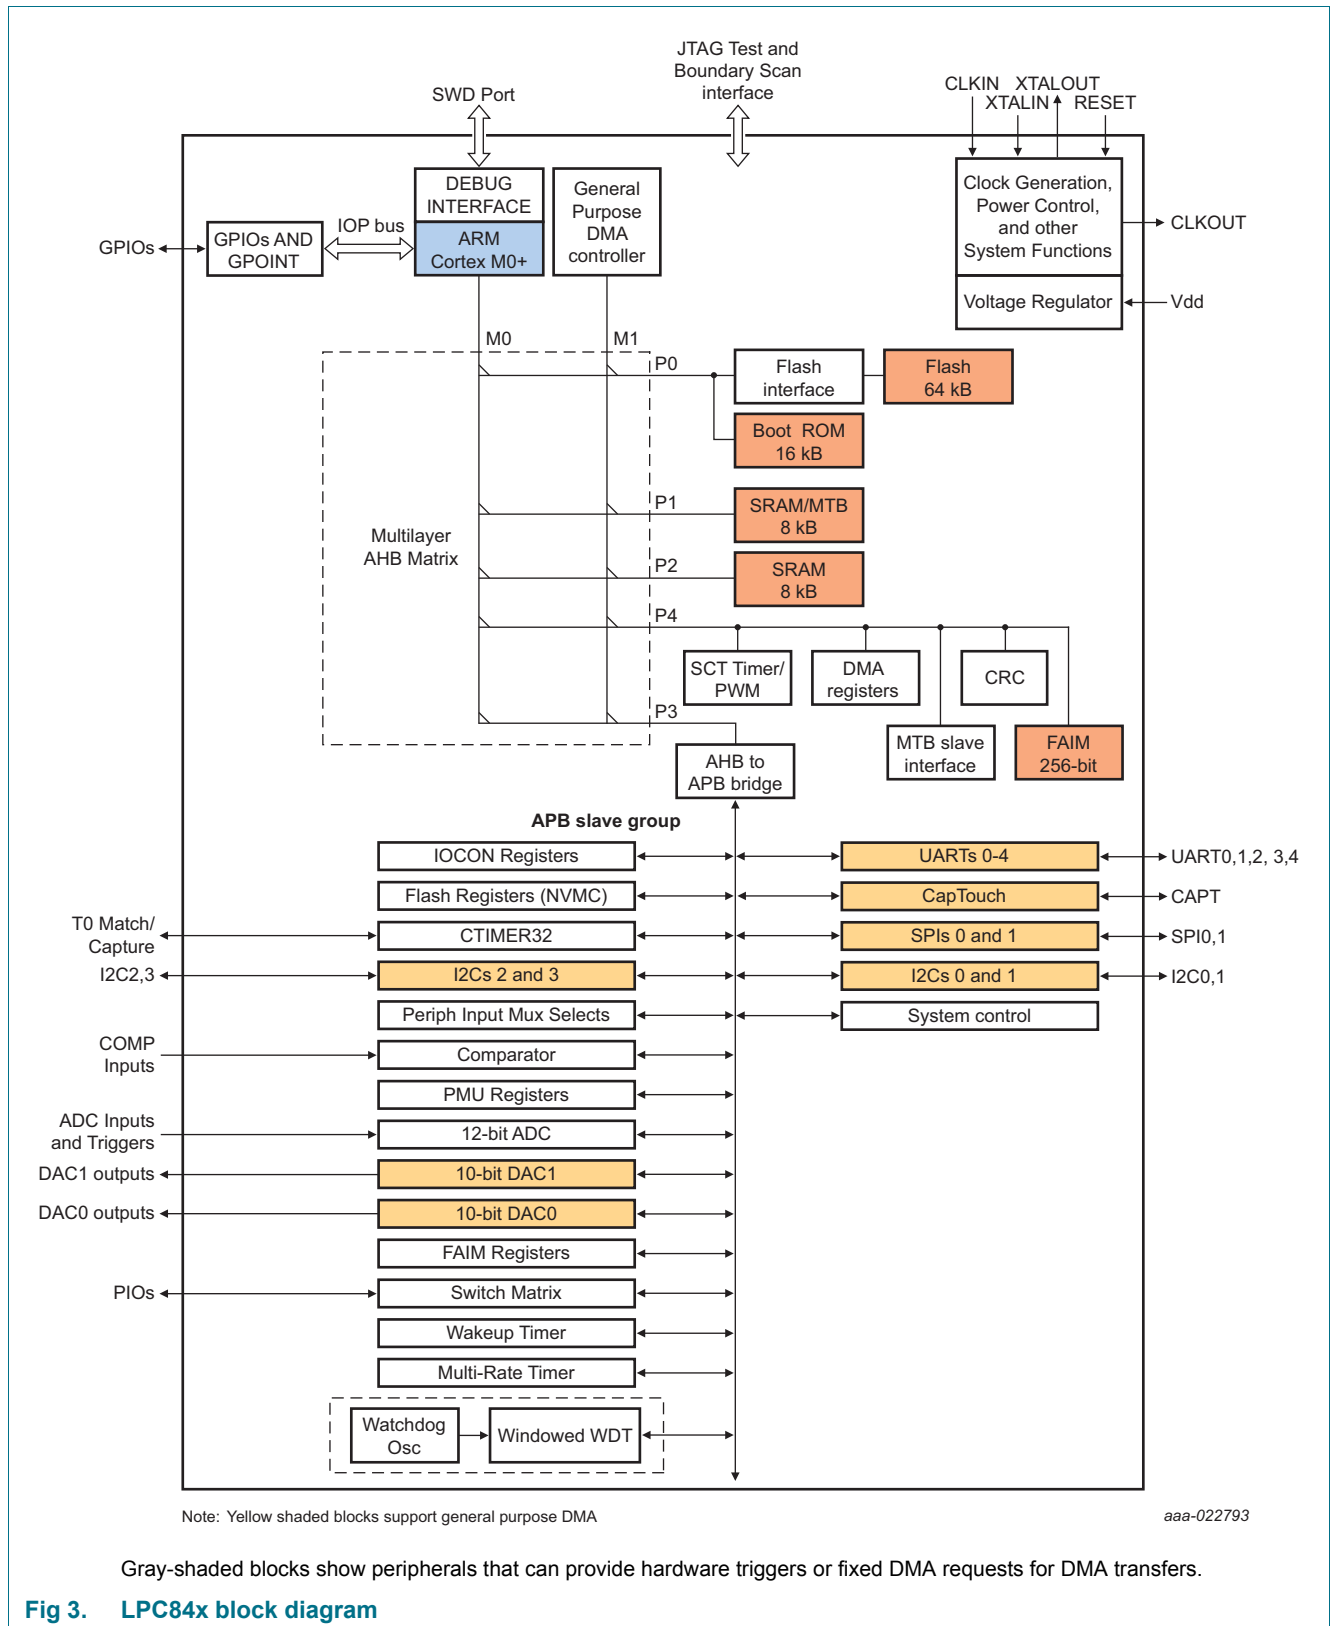 JTAG Test and
Boundary Scan
interface
SWD Port
CLKIN XTALOUT
XTALIN RESET
DEBUG
INTERFACE
ARM
Cortex M0+
General
Purpose
DMA
controller
Clock Generation,
Power Control,
and other
System Functions
CLKOUT
Voltage Regulator
Vdd
GPIOs
GPIOs AND
GPOINT
IOP bus
M0
M1
P0
Flash
interface
Flash
64 kB
Boot ROM
16 kB
P1
SRAM/MTB
8 kB
Multilayer
AHB Matrix
P2
SRAM
8 kB
P4
SCT Timer/
PWM
DMA
registers
CRC
P3
MTB slave
interface
FAIM
256-bit
AHB to
APB bridge
APB slave group
IOCON Registers
UARTs 0-4
UART0,1,2, 3,4
Flash Registers (NVMC)
CapTouch
CAPT
T0 Match/
Capture
CTIMER32
SPIs 0 and 1
SPI0,1
I2C2,3
I2Cs 2 and 3
I2Cs 0 and 1
I2C0,1
Periph Input Mux Selects
System control
COMP
Inputs
Comparator
PMU Registers
ADC Inputs
and Triggers
12-bit ADC
DAC1 outputs
10-bit DAC1
DAC0 outputs
10-bit DAC0
FAIM Registers
PIOs
Switch Matrix
Wakeup Timer
Multi-Rate Timer
Watchdog
Osc
Windowed WDT
Note: Yellow shaded blocks support general purpose DMA
aaa-022793
Gray-shaded blocks show peripherals that can provide hardware triggers or fixed DMA requests for DMA transfers.
Fig 3. LPC84x block diagram